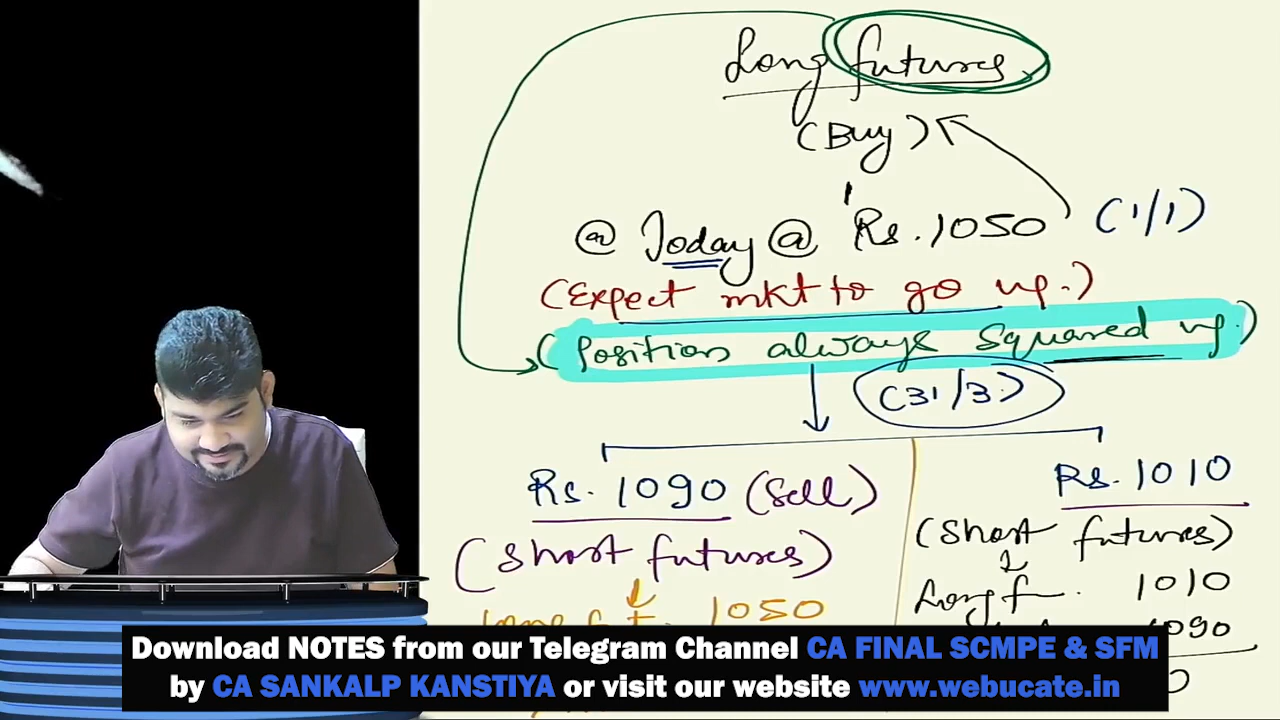 Long futures
(Buy)
@ Today @ Rs. 1050 (1/1)
(Expect mkt to go up.)
(Position always squared up.)
(31/3)
Rs. 1090 (Sell)
(Short futures)
1050
Rs. 1010
(Short futures)
Long f. 1010
1090
Download NOTES from our Telegram Channel CA FINAL SCMPE & SFM
by CA SANKALP KANSTIYA or visit our website www.webucate.in